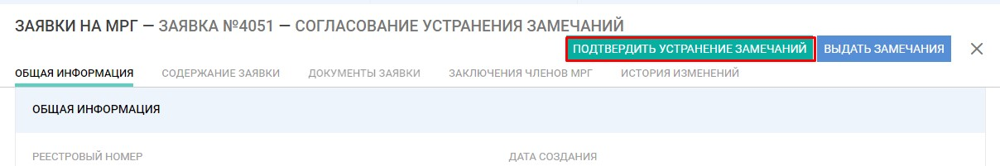 ЗАЯВКИ НА МРГ — ЗАЯВКА №4051 — СОГЛАСОВАНИЕ УСТРАНЕНИЯ ЗАМЕЧАНИЙ
ПОДТВЕРДИТЬ УСТРАНЕНИЕ ЗАМЕЧАНИЙ ВЫДАТЬ ЗАМЕЧАНИЯ
ОБЩАЯ ИНФОРМАЦИЯ СОДЕРЖАНИЕ ЗАЯВКИ ДОКУМЕНТЫ ЗАЯВКИ ЗАКЛЮЧЕНИЯ ЧЛЕНОВ МРГ ИСТОРИЯ ИЗМЕНЕНИЙ
ОБЩАЯ ИНФОРМАЦИЯ
РЕЕСТРОВЫЙ НОМЕР ДАТА СОЗДАНИЯ